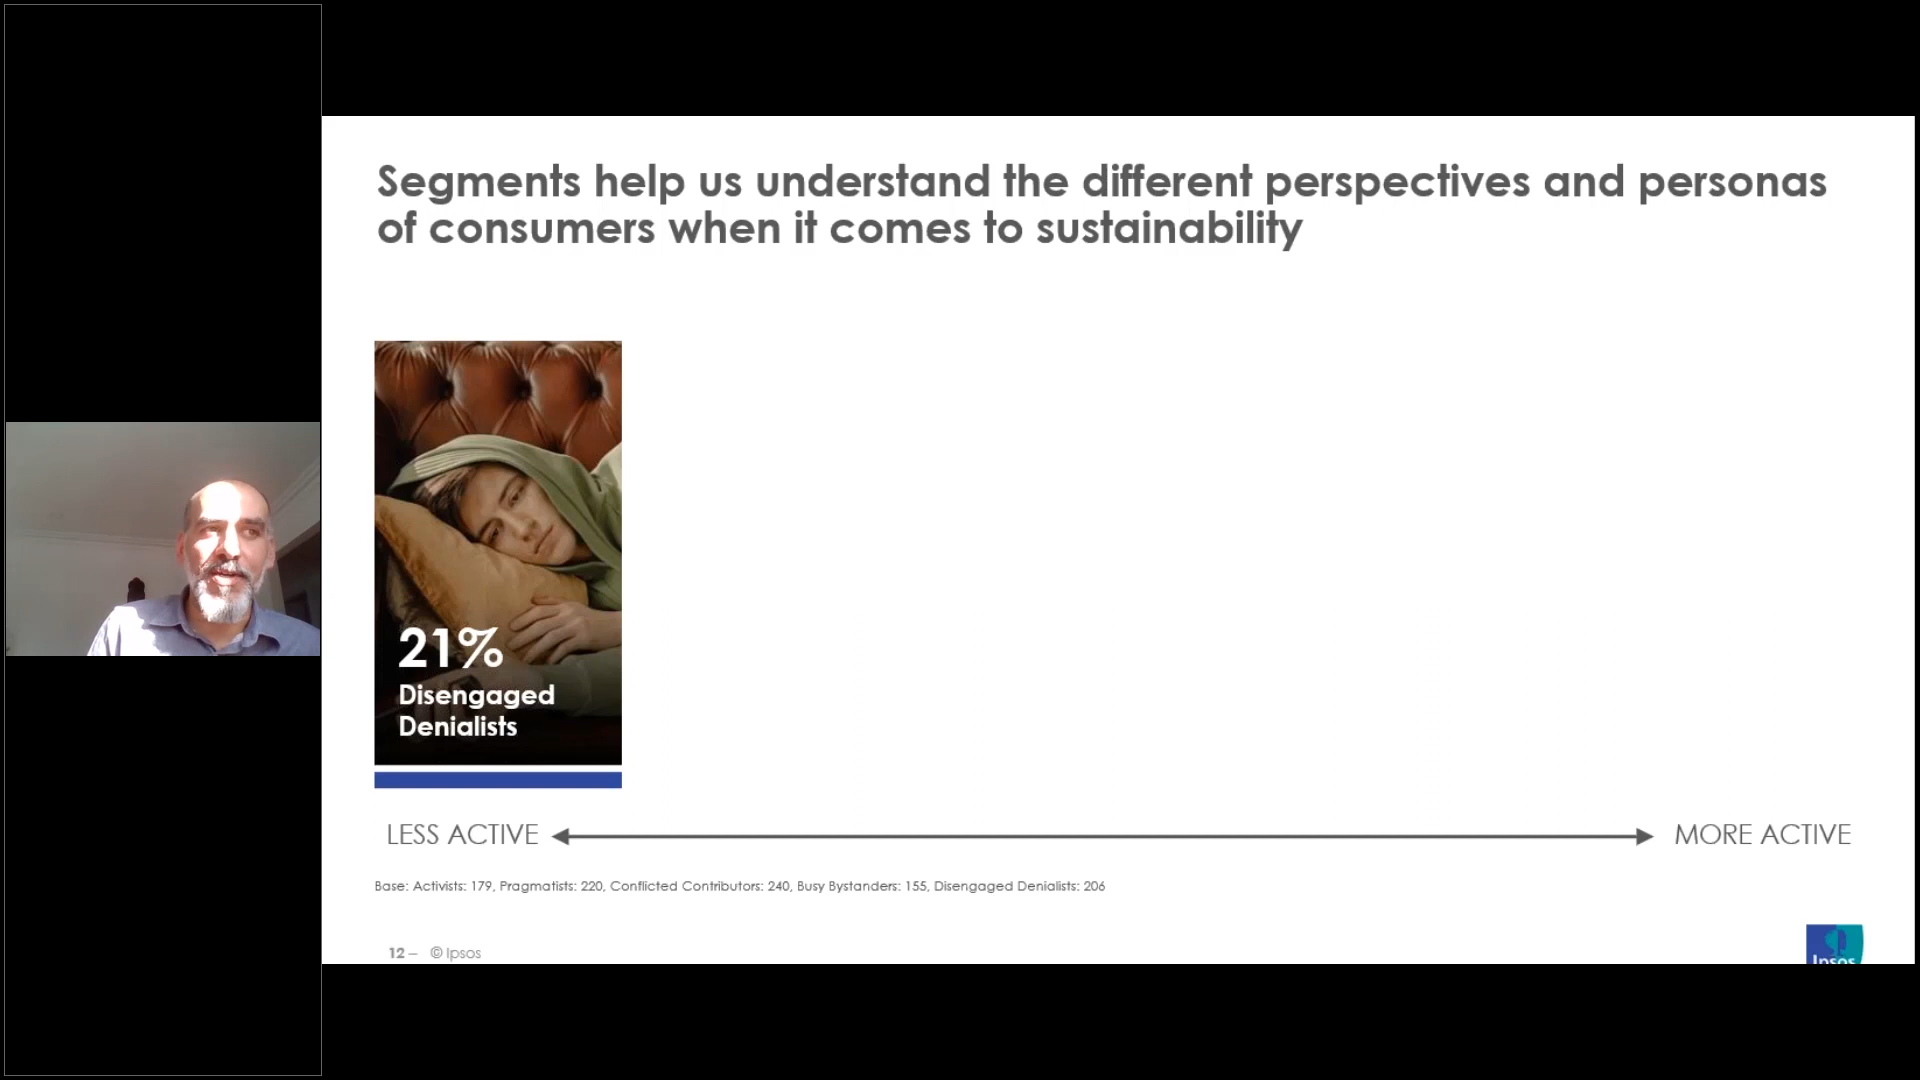 Segments help us understand the different perspectives and personas
of consumers when it comes to sustainability
21%
Disengaged
Denialists
LESS ACTIVE
MORE ACTIVE
Base: Activists: 179, Pragmatists: 220, Conflicted Contributors: 240, Busy Bystanders: 155, Disengaged Denialists: 206
12 – © Ipsos
Ipsos